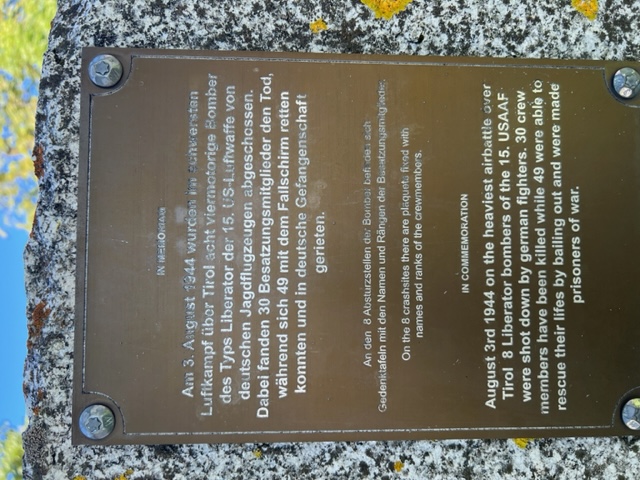 IN MEMORIAM
Am 3. August 1944 wurden im schwersten
Luftkampf über Tirol acht viermotorige Bomber
des Typs Liberator der 15. US-Luftwaffe von
deutschen Jagdflugzeugen abgeschossen.
Dabei fanden 30 Besatzungsmitglieder den Tod,
während sich 49 mit dem Fallschirm retten
konnten und in deutsche Gefangenschaft
gerieten.
An den 8 Absturzstellen der Bomber befinden sich
Gedenktafeln mit den Namen und Rängen der Besatzungsmitglieder.
On the 8 crashsites there are plaquets fixed with
names and ranks of the crewmembers.
IN COMMEMORATION
August 3rd 1944 on the heaviest airbattle over
Tirol 8 Liberator bombers of the 15. USAAF
were shot down by german fighters. 30 crew
members have been killed while 49 were able to
rescue their lifes by bailing out and were made
prisoners of war.